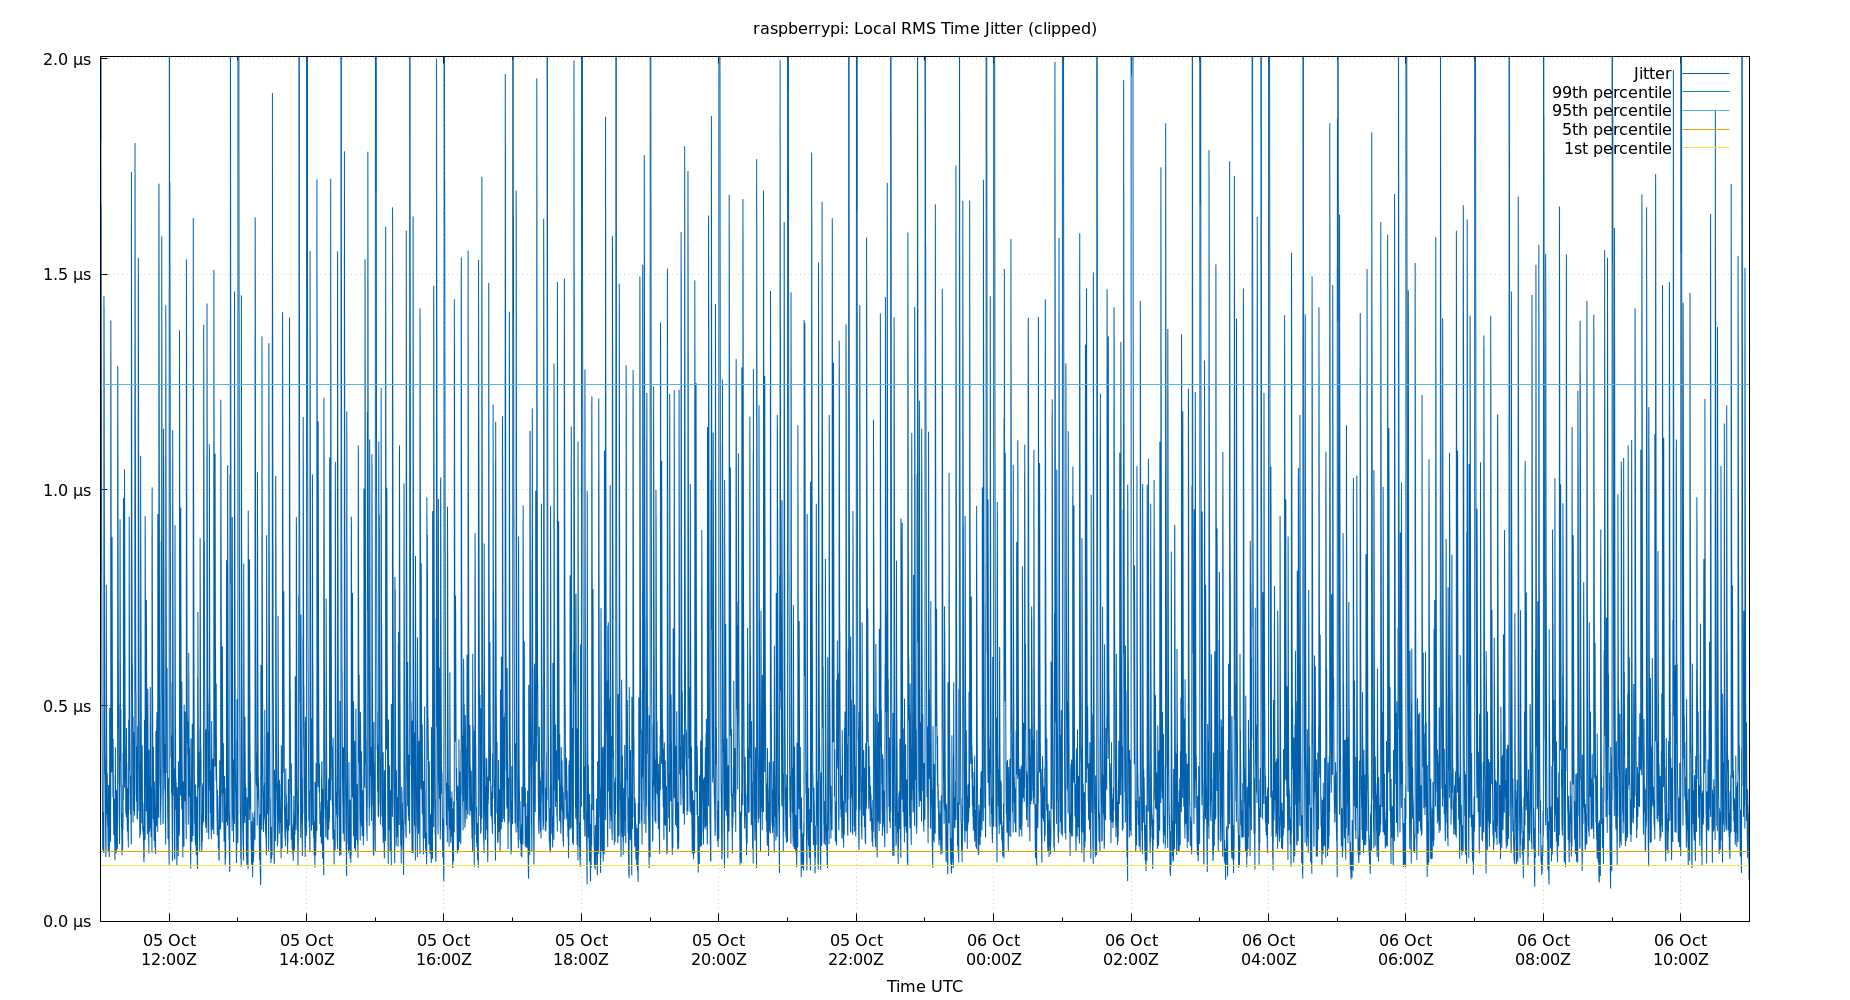 raspberrypi: Local RMS Time Jitter (clipped)
2.0 µs
1.5 µs
1.0 µs
0.5 µs
0.0 µs
Jitter
99th percentile
95th percentile
5th percentile
1st percentile
05 Oct 05 Oct 05 Oct 05 Oct 05 Oct 05 Oct 06 Oct 06 Oct 06 Oct 06 Oct 06 Oct 06 Oct
12:00Z 14:00Z 16:00Z 18:00Z 20:00Z 22:00Z 00:00Z 02:00Z 04:00Z 06:00Z 08:00Z 10:00Z
Time UTC